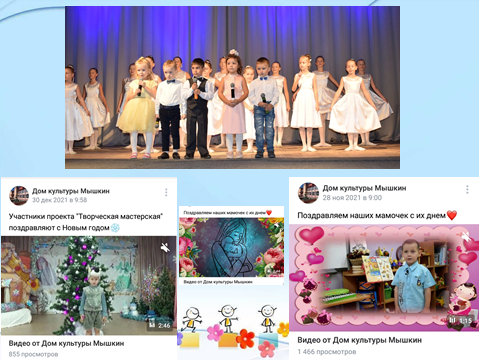 Дом культуры Мышкин
30 дек 2021 в 9:58
Участники проекта "Творческая мастерская"
поздравляют с Новым годом❄️
2:46
Видео от Дом культуры Мышкин
855 просмотров
Поздравляем наших мамочек с их днем❤️
Видео от Дом культуры Мышкин
Дом культуры Мышкин
28 ноя 2021 в 9:00
Поздравляем наших мамочек с их днем❤️
1:15
Видео от Дом культуры Мышкин
1 466 просмотров